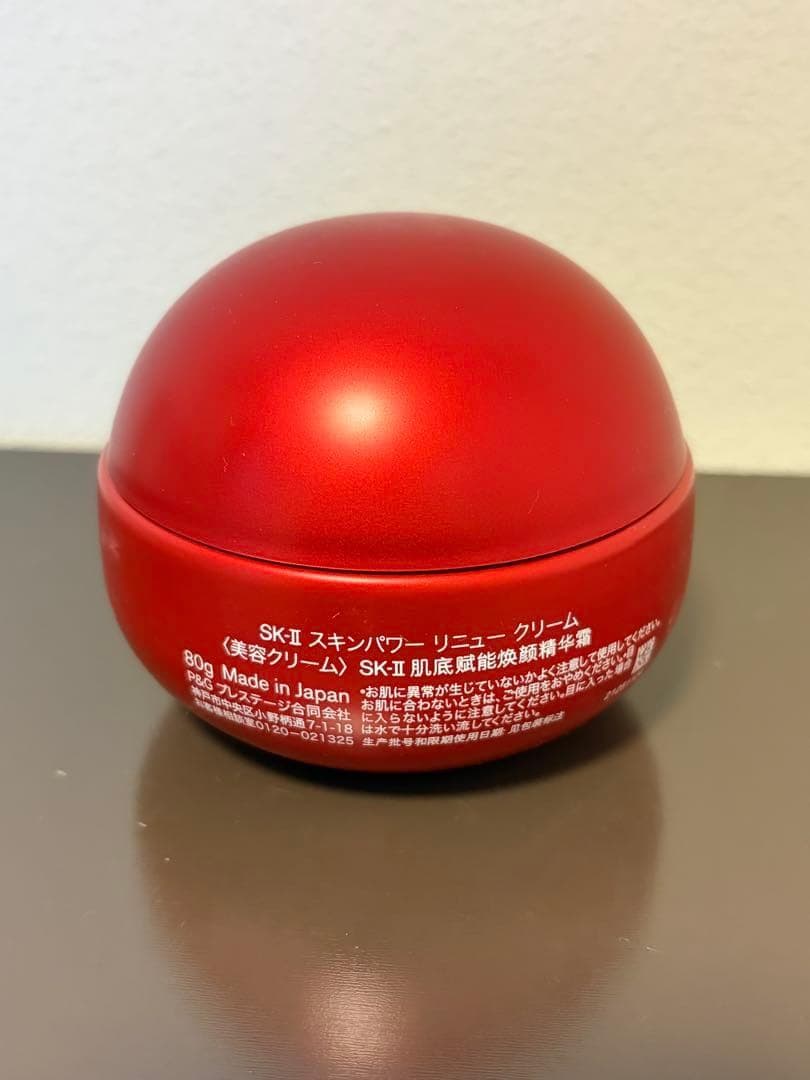 SK-II スキンパワー リニュー クリーム
〈美容クリーム〉 SK-II 肌底赋能焕颜精华霜
80g Made in Japan
P&G プレステージ合同会社
神戸市中央区小野柄通7-1-18
お客様相談室0120-021325
•お肌に異常が生じていないかよく注意して使用してください。
お肌に合わないときは、ご使用をおやめください。
に入らないように注意してください。目に入った場合
は水で十分洗い流してください。
生产批号和限期使用日期: 见包装标注